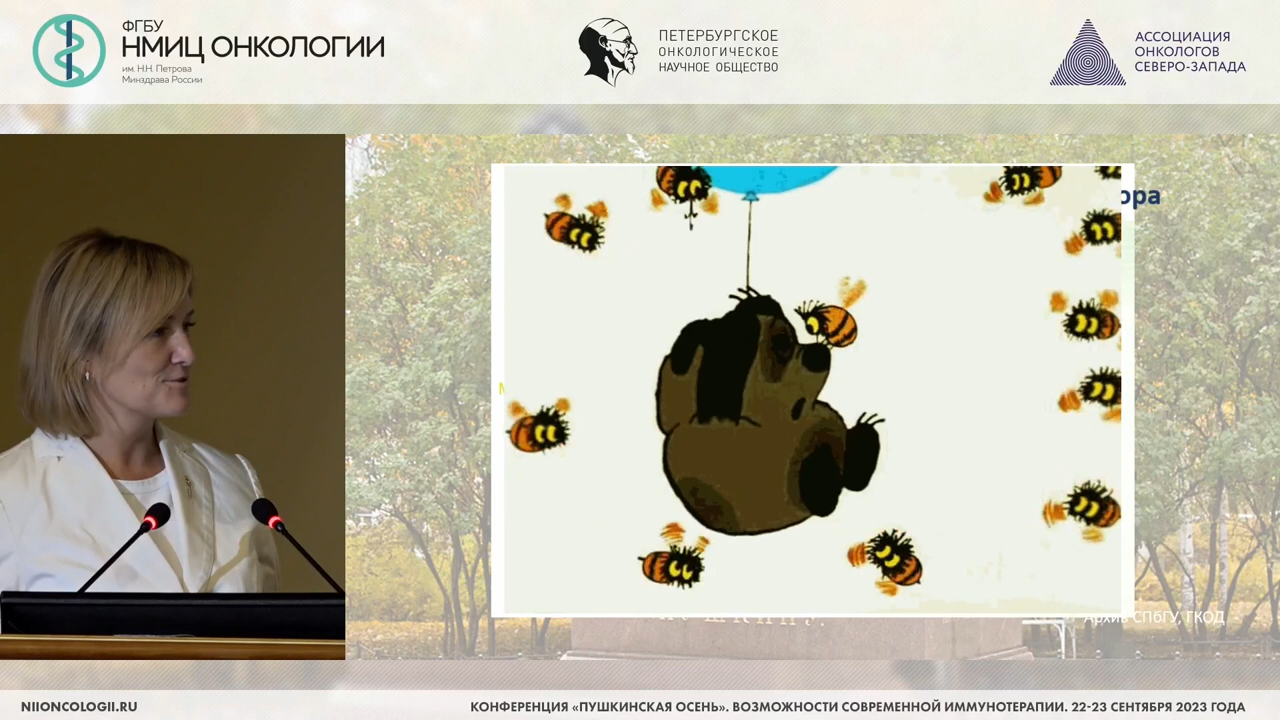 ФГБУ
НМИЦ ОНКОЛОГИИ
им. Н.Н. Петрова
Минздрава России
ПЕТЕРБУРГСКОЕ
ОНКОЛОГИЧЕСКОЕ
НАУЧНОЕ ОБЩЕСТВО
АССОЦИАЦИЯ
ОНКОЛОГОВ
СЕВЕРО-ЗАПАДА
ора
Архив СПбГУ, ГКОД
NIIONCOLOGII.RU
КОНФЕРЕНЦИЯ «ПУШКИНСКАЯ ОСЕНЬ». ВОЗМОЖНОСТИ СОВРЕМЕННОЙ ИММУНОТЕРАПИИ. 22-23 СЕНТЯБРЯ 2023 ГОДА